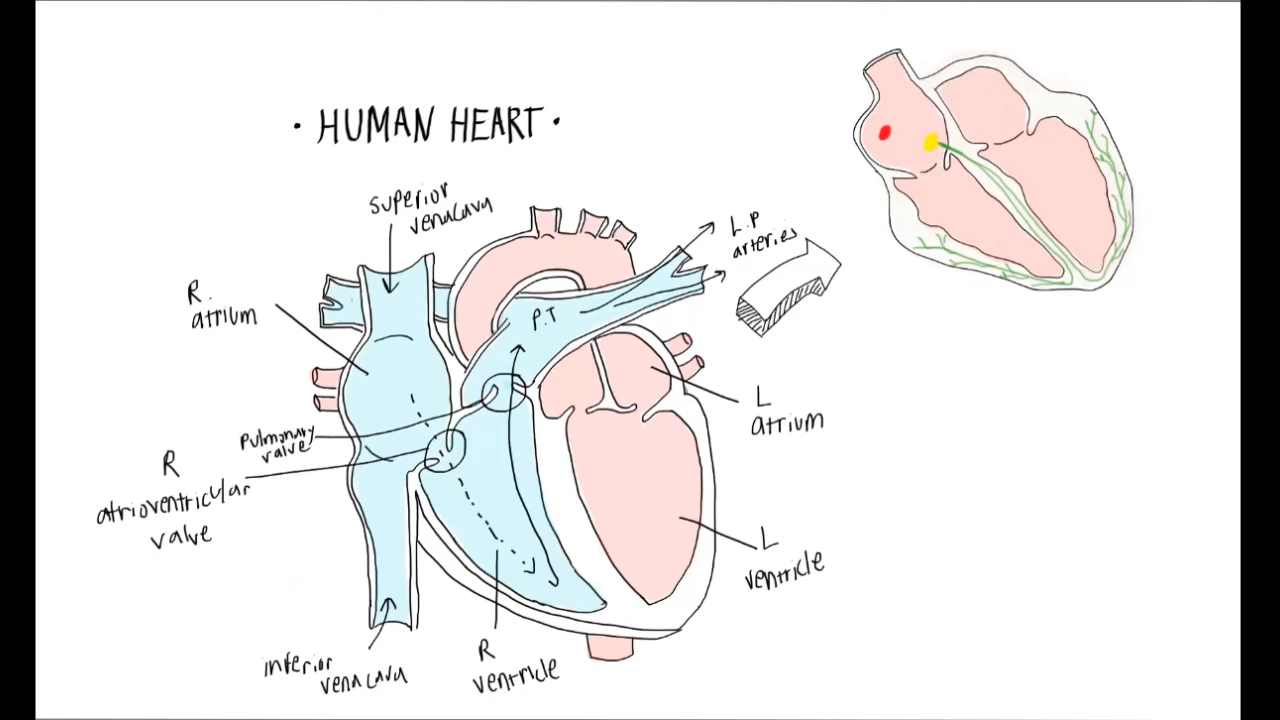 · HUMAN HEART ·
superior
venacava
L.P
arteries
R.
atrium
P.T
L
atrium
Pulmonary
valve
R
atrioventricular
valve
L
ventricle
inferior
venacava
R
ventricle